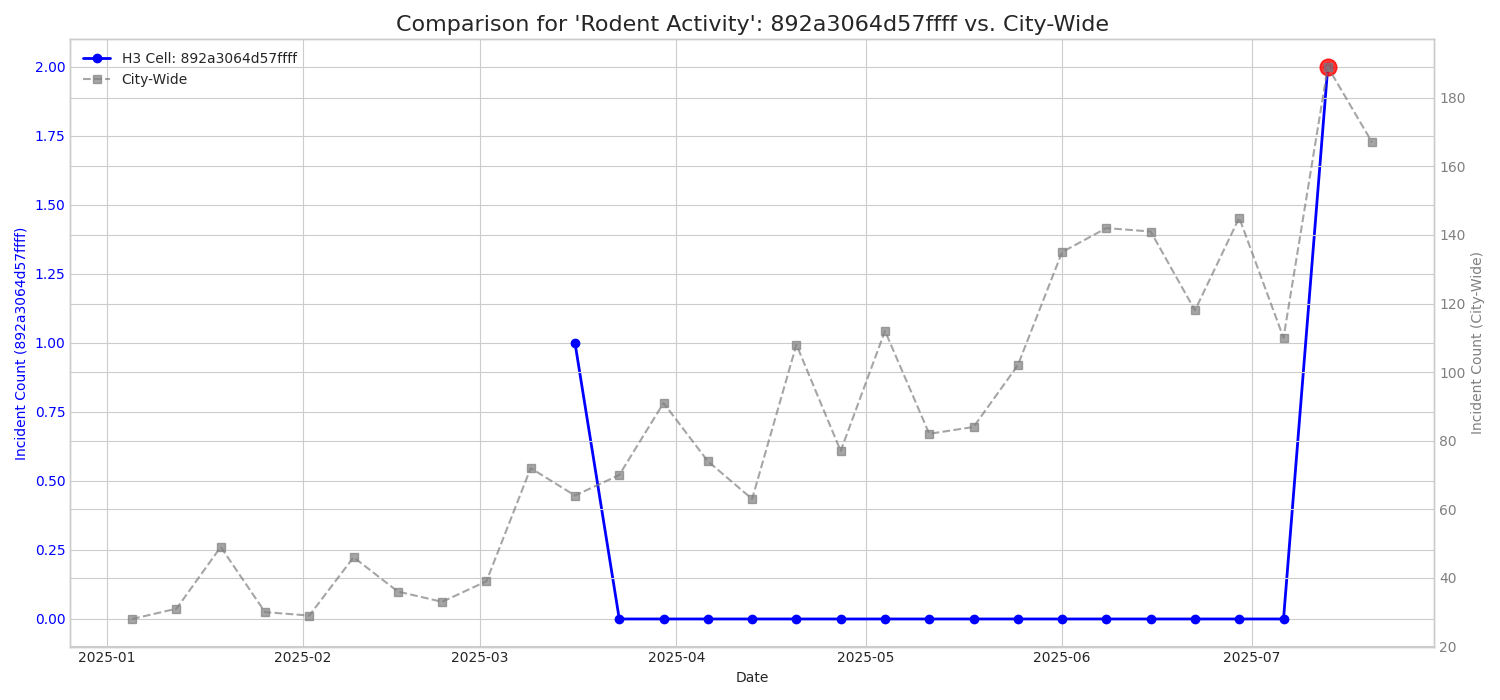 Comparison for 'Rodent Activity': 892a3064d57ffff vs. City-Wide
H3 Cell: 892a3064d57ffff
City-Wide
Incident Count (892a3064d57ffff)
2.00
1.75
1.50
1.25
1.00
0.75
0.50
0.25
0.00
180
160
140
120
100
80
60
40
20
Incident Count (City-Wide)
2025-01 2025-02 2025-03 2025-04 2025-05 2025-06 2025-07
Date